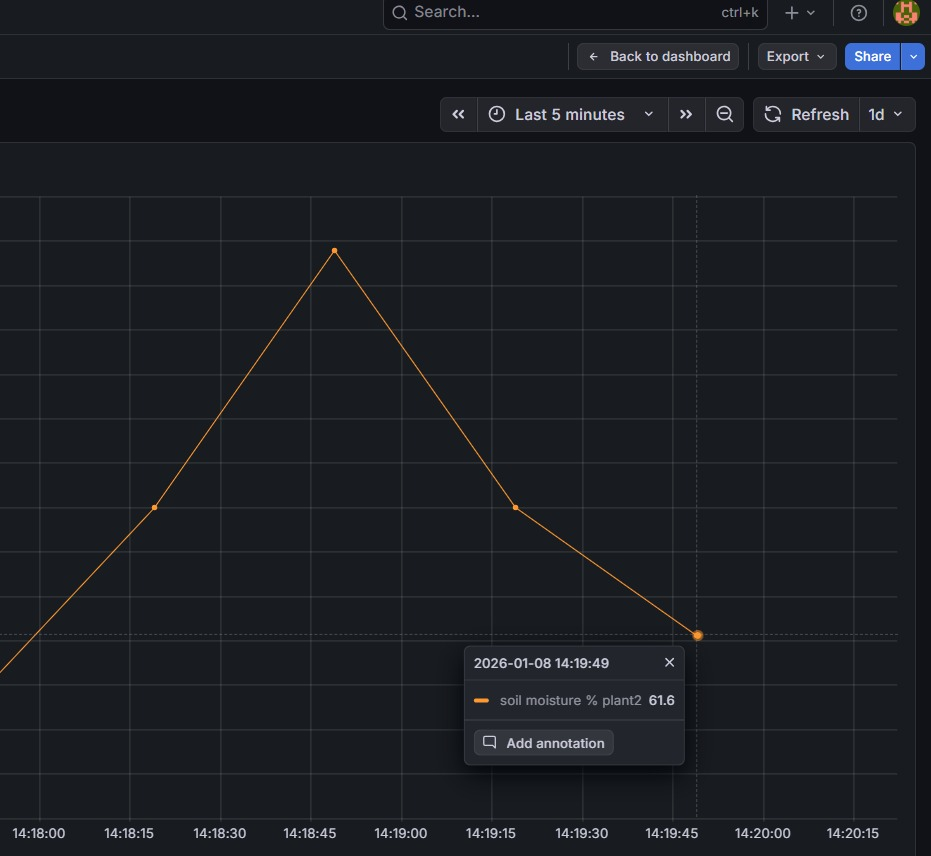 Search... ctrl+k
Back to dashboard Export Share
Last 5 minutes Refresh 1d
2026-01-08 14:19:49
soil moisture % plant2 61.6
Add annotation
14:18:00 14:18:15 14:18:30 14:18:45 14:19:00 14:19:15 14:19:30 14:19:45 14:20:00 14:20:15